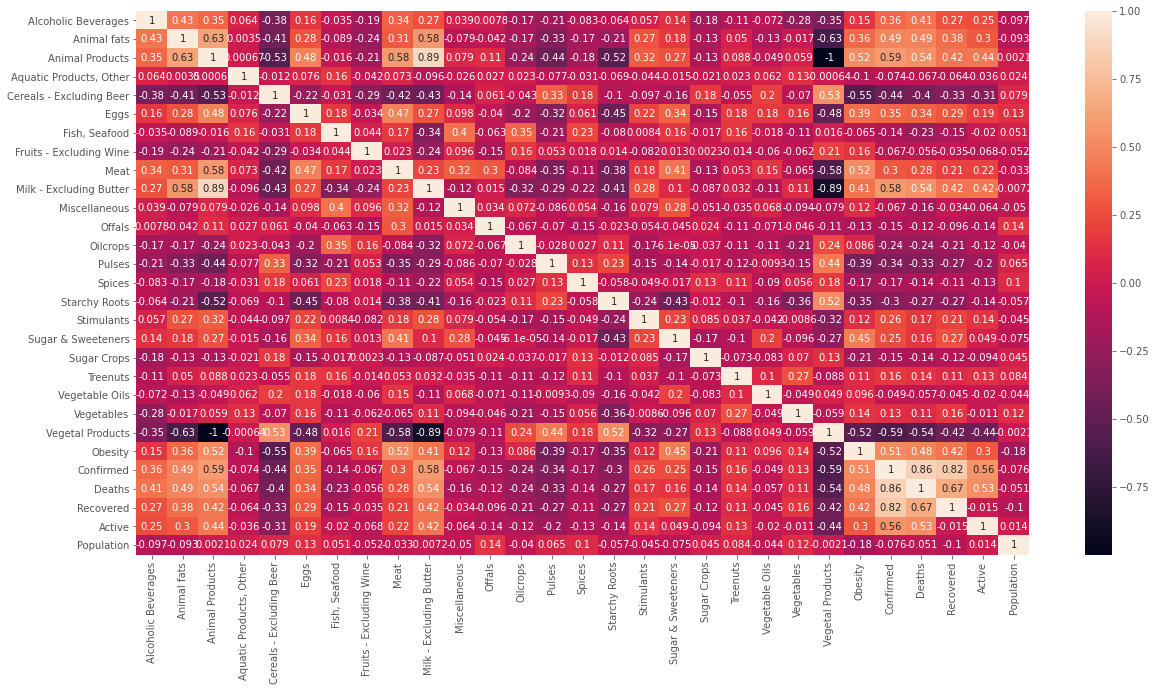 Alcoholic Beverages 1 0.43 0.35 0.064 -0.38 0.16 -0.035 -0.19 0.34 0.27 0.039 0.0078 -0.17 -0.21 -0.083 -0.064 0.057 0.14 -0.18 -0.11 -0.072 -0.28 -0.35 0.15 0.36 0.41 0.27 0.25 -0.097
Animal fats 0.43 1 0.63 0.0035 -0.41 0.28 -0.089 -0.24 0.31 0.58 -0.079 -0.042 -0.17 -0.33 -0.17 -0.21 0.27 0.18 -0.13 0.05 -0.13 -0.017 -0.63 0.36 0.49 0.49 0.38 0.3 -0.093
Animal Products 0.35 0.63 1 0.00067 -0.53 0.48 -0.016 -0.21 0.58 0.89 0.079 0.11 -0.24 -0.44 -0.18 -0.52 0.32 0.27 -0.13 0.088 -0.049 0.059 -1 0.52 0.59 0.54 0.42 0.44 0.0021
Aquatic Products, Other 0.064 0.0035 -0.012 0.076 0.16 -0.042 0.073 -0.096 -0.026 0.027 0.023 -0.077 -0.031 -0.069 -0.044 -0.015 -0.021 0.023 0.062 0.13 -0.1 -0.074 -0.067 -0.064 -0.036 0.024
Cereals - Excluding Beer -0.38 -0.41 -0.53 -0.012 1 -0.22 -0.031 -0.29 -0.42 -0.43 -0.14 0.061 -0.043 0.33 0.18 -0.1 -0.097 -0.16 0.18 -0.055 0.2 -0.07 0.53 -0.55 -0.44 -0.4 -0.33 -0.31 0.079
Eggs 0.16 0.28 0.48 0.076 -0.22 1 0.18 -0.034 0.47 0.27 0.098 -0.04 -0.2 -0.32 0.061 -0.45 0.22 0.34 -0.15 0.18 0.18 0.16 -0.48 0.39 0.35 0.34 0.29 0.19 0.13
Fish, Seafood -0.035 -0.089 -0.016 0.16 -0.031 0.18 1 0.044 0.17 -0.34 0.4 -0.063 0.35 -0.21 0.23 -0.08 0.0084 0.16 -0.017 0.16 -0.018 -0.11 0.016 -0.065 -0.14 -0.23 -0.15 -0.02 0.051
Fruits - Excluding Wine -0.19 -0.24 -0.21 -0.042 -0.29 -0.034 0.044 1 0.023 -0.24 0.096 -0.15 0.16 0.053 0.018 0.014 -0.082 0.013 0.0023 -0.014 -0.06 -0.062 0.21 0.16 -0.067 -0.056 -0.035 -0.068 -0.052
Meat 0.34 0.31 0.58 0.073 -0.42 0.47 0.17 0.023 1 0.23 0.32 0.3 -0.084 -0.35 -0.11 -0.38 0.18 0.41 -0.13 0.053 0.15 -0.065 -0.58 0.52 0.3 0.28 0.21 0.22 -0.033
Milk - Excluding Butter 0.27 0.58 0.89 -0.096 -0.43 0.27 -0.34 -0.24 0.23 1 -0.12 0.015 -0.32 -0.29 -0.22 -0.41 0.28 0.1 -0.087 0.032 -0.11 0.11 -0.89 0.41 0.58 0.54 0.42 0.42 -0.0072
Miscellaneous 0.039 -0.079 0.079 -0.026 -0.14 0.098 0.4 0.096 0.32 -0.12 1 0.034 0.072 -0.086 0.054 -0.16 0.079 0.28 -0.051 -0.035 0.068 -0.094 -0.079 0.12 -0.067 -0.16 -0.034 -0.064 -0.05
Offals 0.0078 -0.042 0.11 0.027 0.061 -0.04 -0.063 -0.15 0.3 0.015 0.034 1 -0.067 -0.07 -0.15 -0.023 -0.054 0.024 -0.11 -0.071 -0.046 -0.11 -0.13 -0.15 -0.12 -0.096 -0.14 0.14
Oilcrops -0.17 -0.17 -0.24 0.023 -0.043 -0.2 0.35 0.16 -0.084 -0.32 0.072 -0.067 1 -0.028 0.027 0.11 -0.17 -6.1e-05 -0.037 -0.11 -0.11 -0.21 0.24 0.086 -0.24 -0.24 -0.21 -0.12 -0.04
Pulses -0.21 -0.33 -0.44 -0.077 0.33 -0.32 -0.21 0.053 -0.35 -0.29 -0.086 -0.07 -0.028 1 0.13 0.23 -0.15 -0.14 -0.017 -0.12 -0.0093 -0.15 0.44 -0.39 -0.34 -0.33 -0.27 -0.2 0.065
Spices -0.083 -0.17 -0.18 -0.031 0.18 0.061 0.23 0.018 -0.11 -0.22 0.054 -0.15 0.027 0.13 1 -0.058 -0.049 -0.017 0.13 0.11 -0.09 0.056 0.18 -0.17 -0.17 -0.14 -0.11 -0.13 0.1
Starchy Roots -0.064 -0.21 -0.52 -0.069 -0.1 -0.45 -0.08 0.014 -0.38 -0.41 -0.16 -0.023 0.11 0.23 -0.058 1 -0.24 -0.43 -0.012 -0.1 -0.16 -0.36 0.52 -0.35 -0.3 -0.27 -0.27 -0.14 -0.057
Stimulants 0.057 0.27 0.32 -0.044 -0.097 0.22 0.0084 -0.082 0.18 0.28 0.079 -0.054 -0.17 -0.15 -0.049 -0.24 1 0.23 0.085 0.037 -0.042 -0.0086 -0.32 0.12 0.26 0.17 0.21 0.14 -0.045
Sugar & Sweeteners 0.14 0.18 0.27 -0.015 -0.16 0.34 0.16 0.013 0.41 0.1 0.28 -0.14 -0.017 -0.43 0.23 1 -0.17 -0.1 0.2 -0.096 -0.27 0.45 0.25 0.16 0.27 0.049 -0.075
Sugar Crops -0.18 -0.13 -0.13 -0.021 0.18 -0.15 -0.017 0.0023 -0.13 -0.087 -0.051 0.024 -0.037 -0.017 0.13 -0.012 0.085 -0.17 1 -0.073 -0.083 0.07 0.13 -0.21 -0.15 -0.14 -0.12 -0.094 0.045
Treenuts -0.11 0.05 0.088 0.023 -0.055 0.18 0.16 -0.014 0.053 0.032 -0.035 -0.11 -0.11 -0.12 0.11 -0.1 0.037 -0.1 -0.073 1 0.1 0.27 -0.088 0.11 0.16 0.14 0.11 0.13 0.084
Vegetable Oils -0.072 -0.13 -0.049 0.062 0.2 0.18 -0.018 -0.06 0.15 -0.11 0.068 -0.071 -0.11 -0.0093 -0.09 -0.16 -0.042 0.2 -0.083 0.1 1 -0.049 0.049 0.096 -0.049 -0.057 -0.045 -0.02 -0.044
Vegetables -0.28 -0.017 0.059 0.13 -0.07 0.16 -0.11 -0.062 -0.065 0.11 -0.094 -0.046 -0.21 -0.15 0.056 -0.36 -0.0086 -0.096 0.07 0.27 -0.049 1 -0.059 0.14 0.13 0.11 0.16 -0.011 0.12
Vegetal Products -0.35 -0.63 -1 0.53 -0.48 0.016 0.21 -0.58 -0.89 -0.079 -0.11 0.24 0.44 0.18 0.52 -0.32 -0.27 0.13 -0.088 0.049 -0.059 1 -0.52 -0.59 -0.54 -0.42 -0.44 -0.0021
Obesity 0.15 0.36 0.52 -0.1 -0.55 0.39 -0.065 0.16 0.52 0.41 0.12 -0.13 0.086 -0.39 -0.17 -0.35 0.12 0.45 -0.21 0.11 0.096 0.14 -0.52 1 0.51 0.48 0.42 0.3 -0.18
Confirmed 0.36 0.49 0.59 -0.074 -0.44 0.35 -0.14 -0.067 0.3 0.58 -0.067 -0.15 -0.24 -0.34 -0.17 -0.3 0.26 0.25 -0.15 0.16 -0.049 0.13 -0.59 0.51 1 0.86 0.82 0.56 -0.076
Deaths 0.41 0.49 0.54 -0.067 -0.4 0.34 -0.23 -0.056 0.28 0.54 -0.16 -0.12 -0.24 -0.33 -0.14 -0.27 0.17 0.16 -0.14 0.14 -0.057 0.11 -0.54 0.48 0.86 1 0.67 0.53 -0.051
Recovered 0.27 0.38 0.42 -0.064 -0.33 0.29 -0.15 -0.035 0.21 0.42 -0.034 -0.096 -0.21 -0.27 -0.11 -0.27 0.21 0.27 -0.12 0.11 -0.045 0.16 -0.42 0.42 0.82 0.67 1 -0.015 -0.1
Active 0.25 0.3 0.44 -0.036 -0.31 0.19 -0.02 -0.068 0.22 0.42 -0.064 -0.14 -0.12 -0.2 -0.13 -0.14 0.14 0.049 -0.094 0.13 -0.02 -0.011 -0.44 0.3 0.56 0.53 -0.015 1 0.014
Population -0.097 -0.093 0.0021 0.024 0.079 0.13 0.051 -0.052 -0.033 -0.0072 -0.05 0.14 -0.04 0.065 0.1 -0.057 -0.045 -0.075 0.045 0.084 -0.044 0.12 -0.0021 -0.18 -0.076 -0.051 -0.1 0.014 1
Alcoholic Beverages
Animal fats
Animal Products
Aquatic Products, Other
Cereals - Excluding Beer
Eggs
Fish, Seafood
Fruits - Excluding Wine
Meat
Milk - Excluding Butter
Miscellaneous
Offals
Oilcrops
Pulses
Spices
Starchy Roots
Stimulants
Sugar & Sweeteners
Sugar Crops
Treenuts
Vegetable Oils
Vegetables
Vegetal Products
Obesity
Confirmed
Deaths
Recovered
Active
Population
1.00
0.75
0.50
0.25
0.00
−0.25
−0.50
−0.75